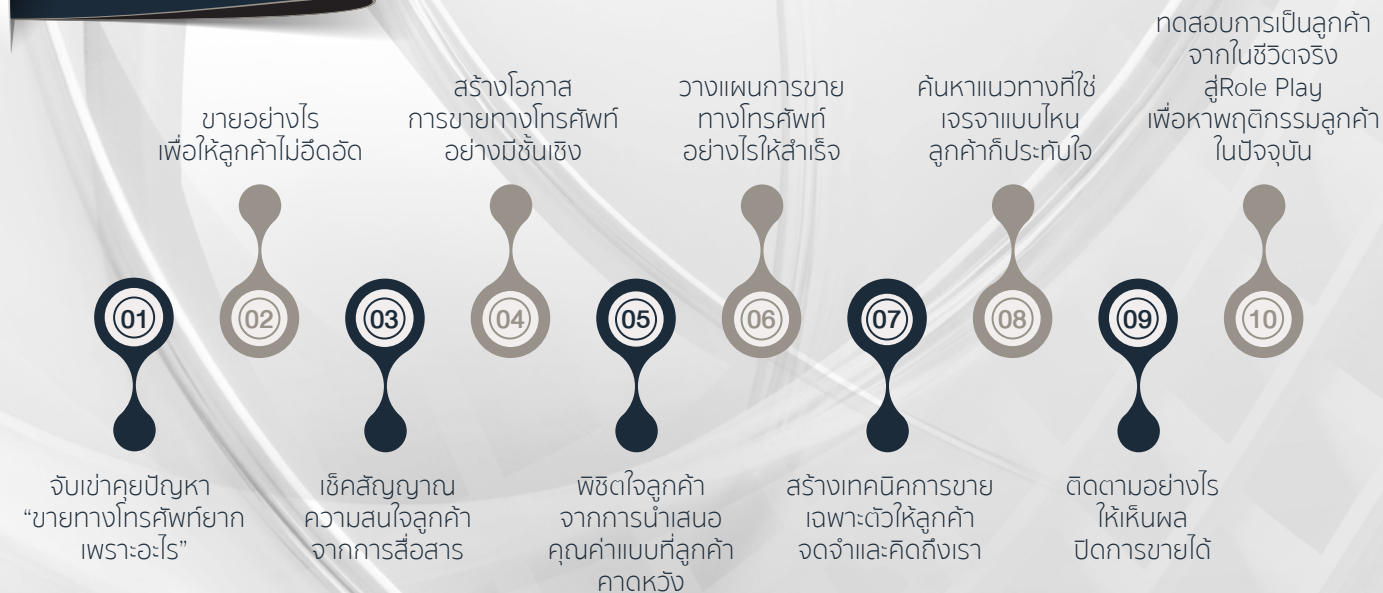 01
จับเข่าคุยปัญหา
“ขายทางโทรศัพท์ยาก
เพราะอะไร”
ขายอย่างไร
เพื่อให้ลูกค้าไม่อึดอัด
02
03
เช็คสัญญาณ
ความสนใจลูกค้า
จากการสื่อสาร
สร้างโอกาส
การขายทางโทรศัพท์
อย่างมีชั้นเชิง
04
05
พิชิตใจลูกค้า
จากการนำเสนอ
คุณค่าแบบที่ลูกค้า
คาดหวัง
วางแผนการขาย
ทางโทรศัพท์
อย่างไรให้สำเร็จ
06
07
สร้างเทคนิคการขาย
เฉพาะตัวให้ลูกค้า
จดจำและคิดถึงเรา
ค้นหาแนวทางที่ใช่
เจรจาแบบไหน
ลูกค้าก็ประทับใจ
08
09
ติดตามอย่างไร
ให้เห็นผล
ปิดการขายได้
ทดสอบการเป็นลูกค้า
จากในชีวิตจริง
สู่Role Play
เพื่อหาพฤติกรรมลูกค้า
ในปัจจุบัน
10